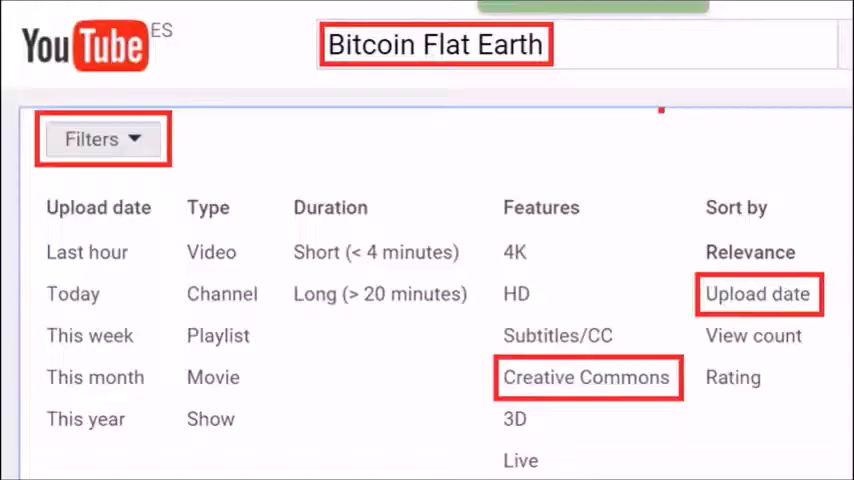 YouTube ES
Bitcoin Flat Earth
Filters
Upload date Type Duration Features Sort by
Last hour Video Short (< 4 minutes) 4K Relevance
Today Channel Long (> 20 minutes) HD Upload date
This week Playlist Subtitles/CC View count
This month Movie Creative Commons Rating
This year Show 3D
Live